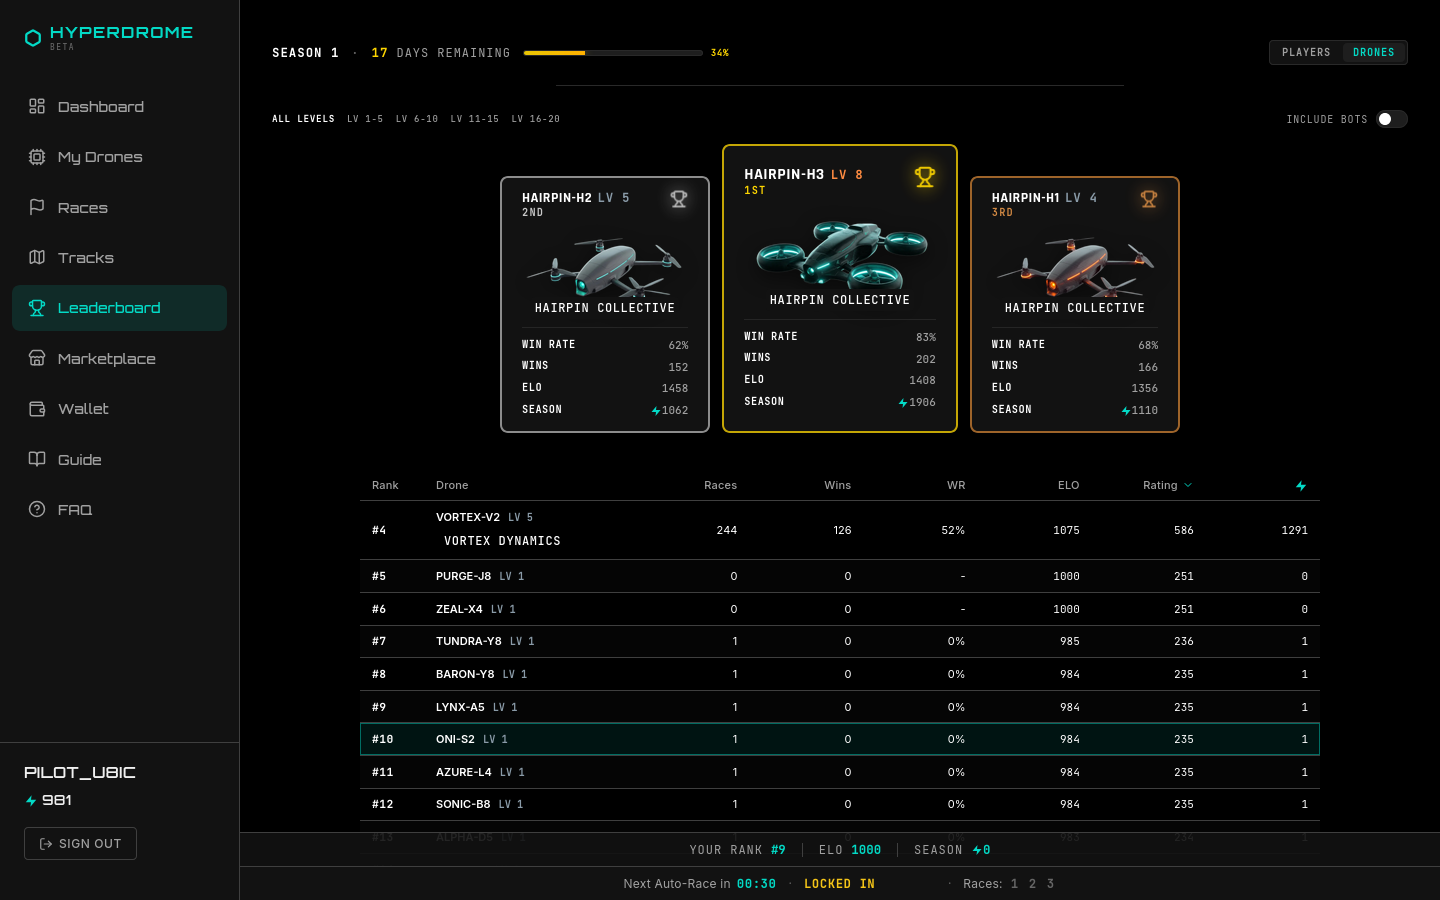 HYPERDROME
BETA
Dashboard
My Drones
Races
Tracks
Leaderboard
Marketplace
Wallet
Guide
FAQ
PILOT_U8IC
981
SIGN OUT
SEASON 1 · 17 DAYS REMAINING 34%
PLAYERS DRONES
ALL LEVELS LV 1-5 LV 6-10 LV 11-15 LV 16-20
INCLUDE BOTS
HAIRPIN-H2 LV 5
2ND
HAIRPIN COLLECTIVE
WIN RATE 62%
WINS 152
ELO 1458
SEASON 1062
HAIRPIN-H3 LV 8
1ST
HAIRPIN COLLECTIVE
WIN RATE 83%
WINS 202
ELO 1408
SEASON 1906
HAIRPIN-H1 LV 4
3RD
HAIRPIN COLLECTIVE
WIN RATE 68%
WINS 166
ELO 1356
SEASON 1110
Rank Drone Races Wins WR ELO Rating
#4 VORTEX-V2 LV 5 244 126 52% 1075 586 1291
VORTEX DYNAMICS
#5 PURGE-J8 LV 1 0 0 - 1000 251 0
#6 ZEAL-X4 LV 1 0 0 - 1000 251 0
#7 TUNDRA-Y8 LV 1 1 0 0% 985 236 1
#8 BARON-Y8 LV 1 1 0 0% 984 235 1
#9 LYNX-A5 LV 1 1 0 0% 984 235 1
#10 ONI-S2 LV 1 1 0 0% 984 235 1
#11 AZURE-L4 LV 1 1 0 0% 984 235 1
#12 SONIC-B8 LV 1 1 0 0% 984 235 1
#13 ALPHA-D5 LV 1 1 0 0% 983 234 1
YOUR RANK #9 ELO 1000 SEASON 0
Next Auto-Race in 00:30 · LOCKED IN · Races: 1 2 3